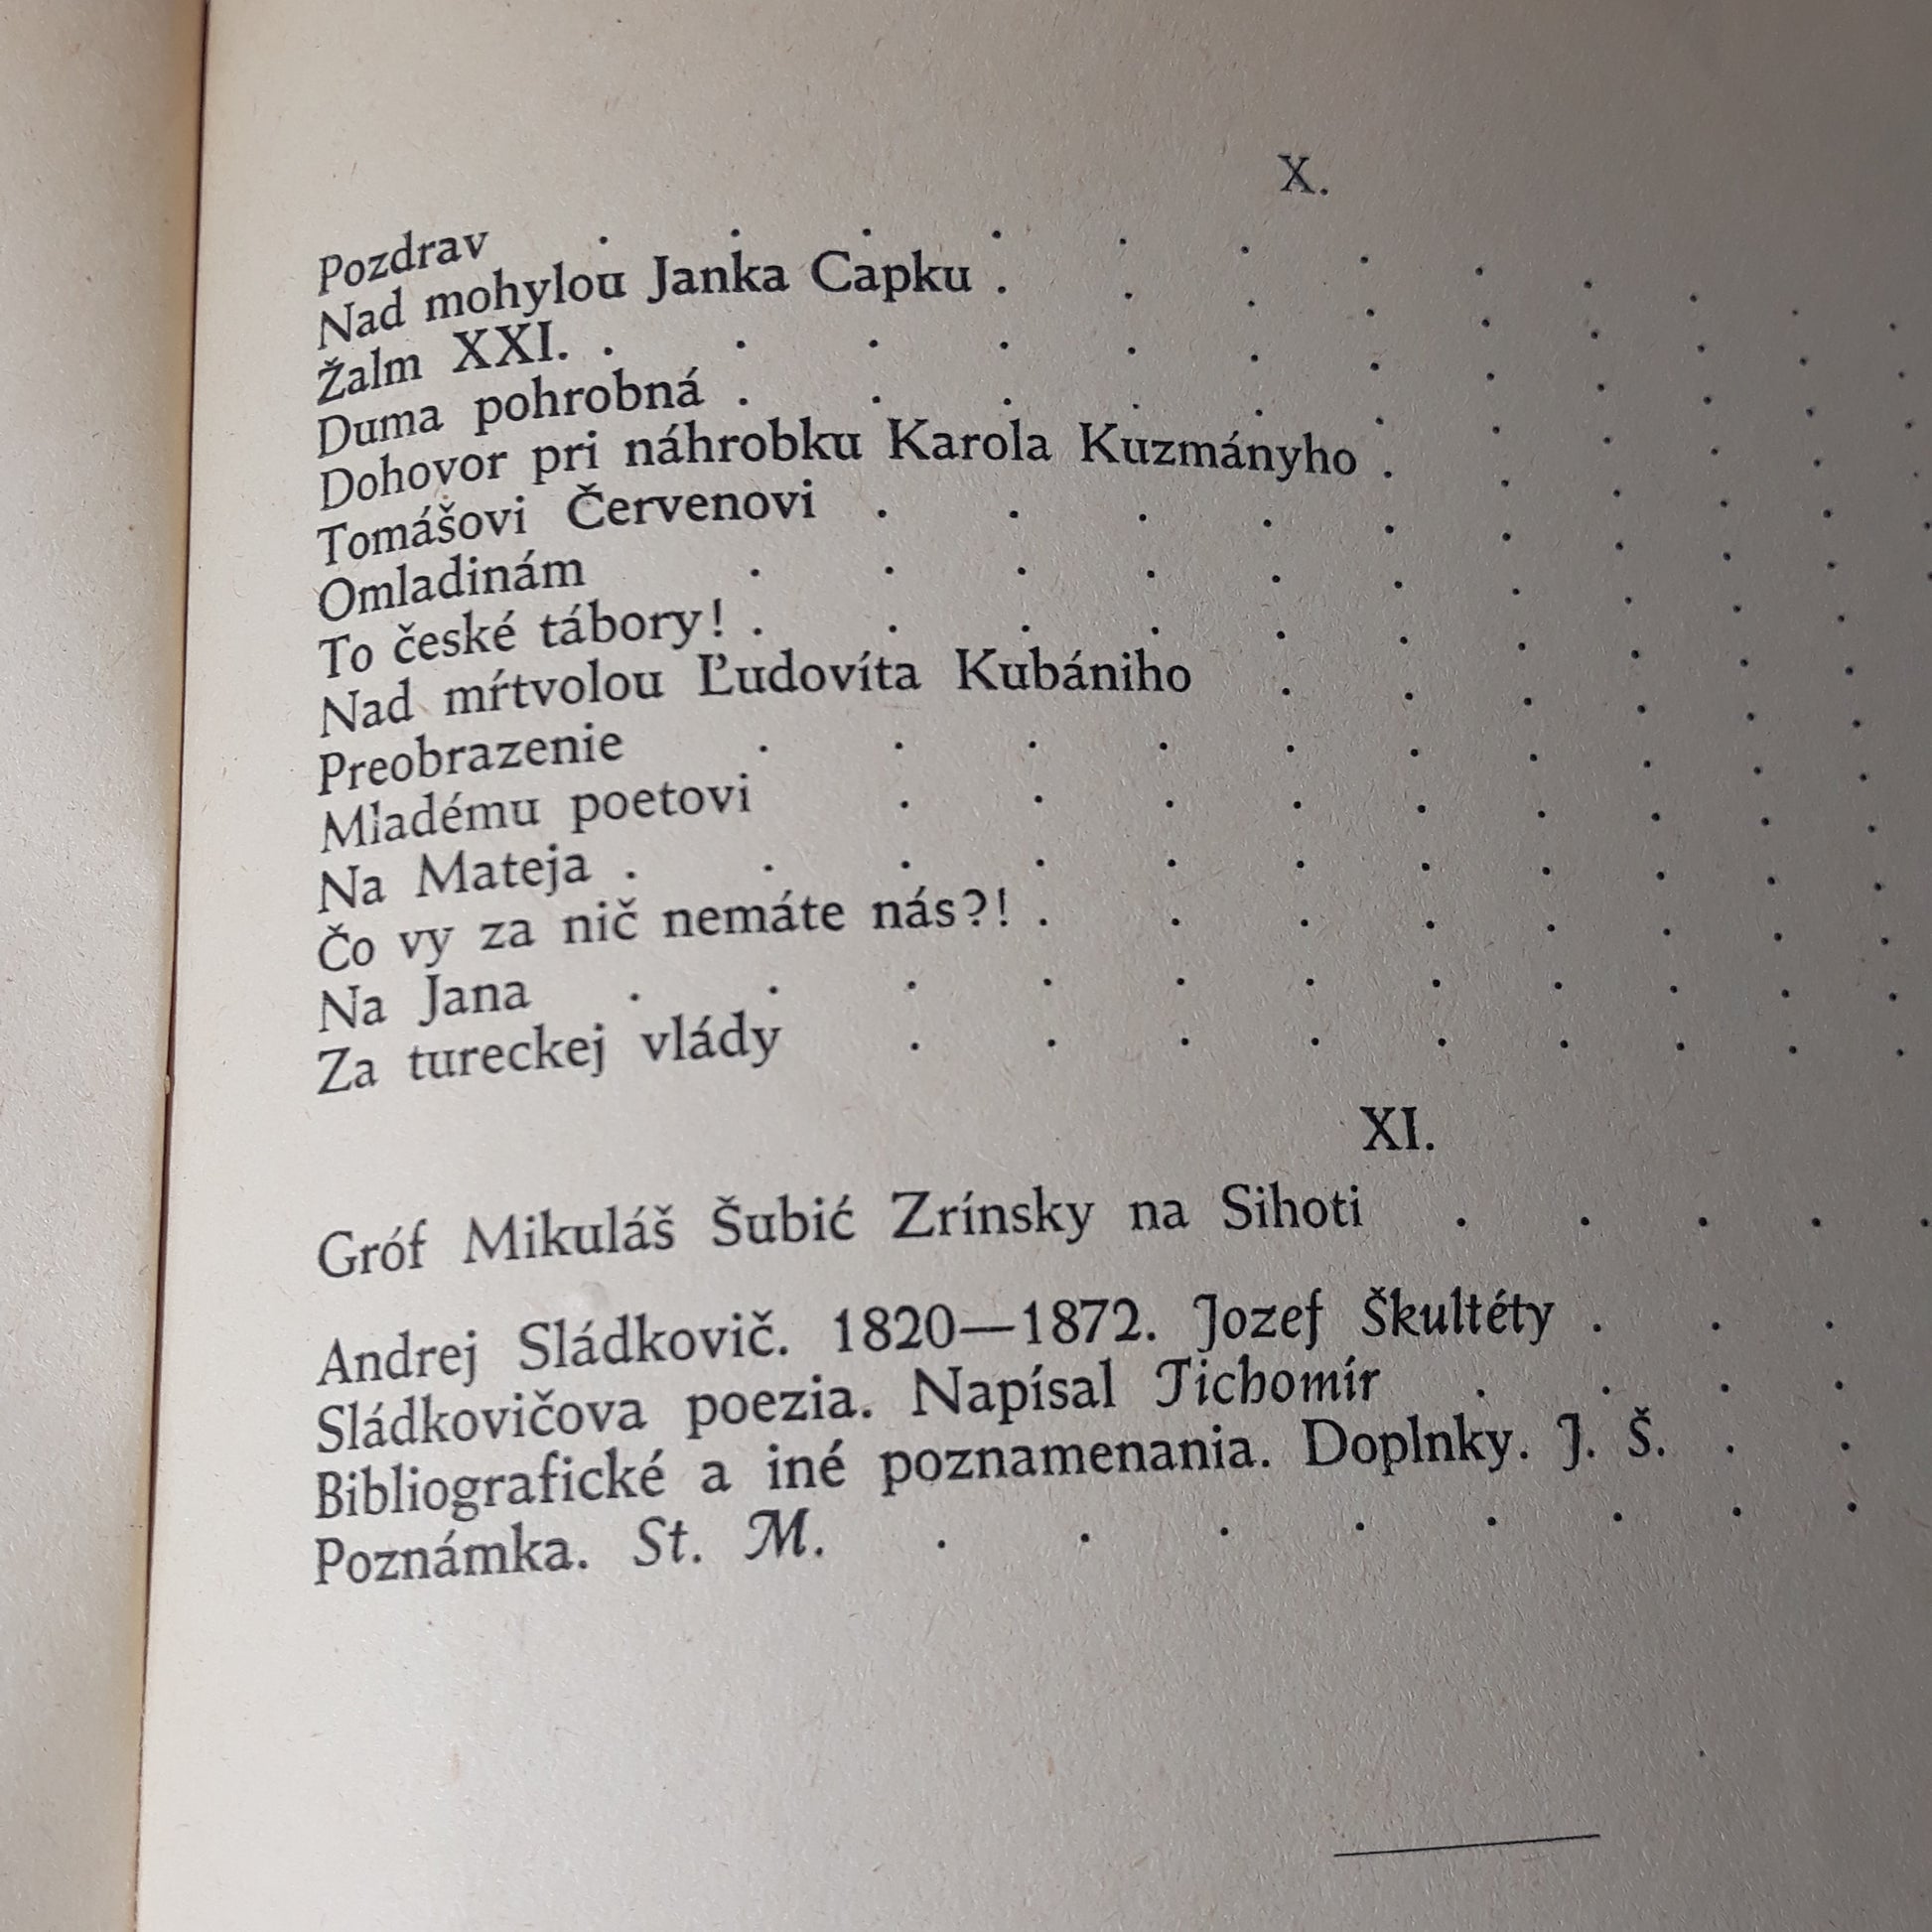 X.
Pozdrav . . . . . . . . . . . .
Nad mohylou Janka Capku . . . . . . . .
Žalm XXI. . . . . . . . . . . .
Duma pohrobná . . . . . . . . . .
Dohovor pri náhrobku Karola Kuzmányho . . . . .
Tomášovi Červenovi . . . . . . . . .
Omladinám . . . . . . . . . .
To české tábory! . . . . . . . . . .
Nad mŕtvolou Ľudovíta Kubániho . . . . . .
Preobrazenie . . . . . . . . . .
Mladému poetovi . . . . . . . . .
Na Mateja . . . . . . . . . . .
Čo vy za nič nemáte nás?! . . . . . . . .
Na Jana . . . . . . . . . . .
Za tureckej vlády . . . . . . . . .
XI.
Gróf Mikuláš Šubić Zrínsky na Sihoti . . . . .
Andrej Sládkovič. 1820—1872. Jozef Škultéty . . .
Sládkovičova poezia. Napísal Tichomír . . . .
Bibliografické a iné poznamenania. Doplnky. J. Š. . .
Poznámka. St. M. . . . . . . . .